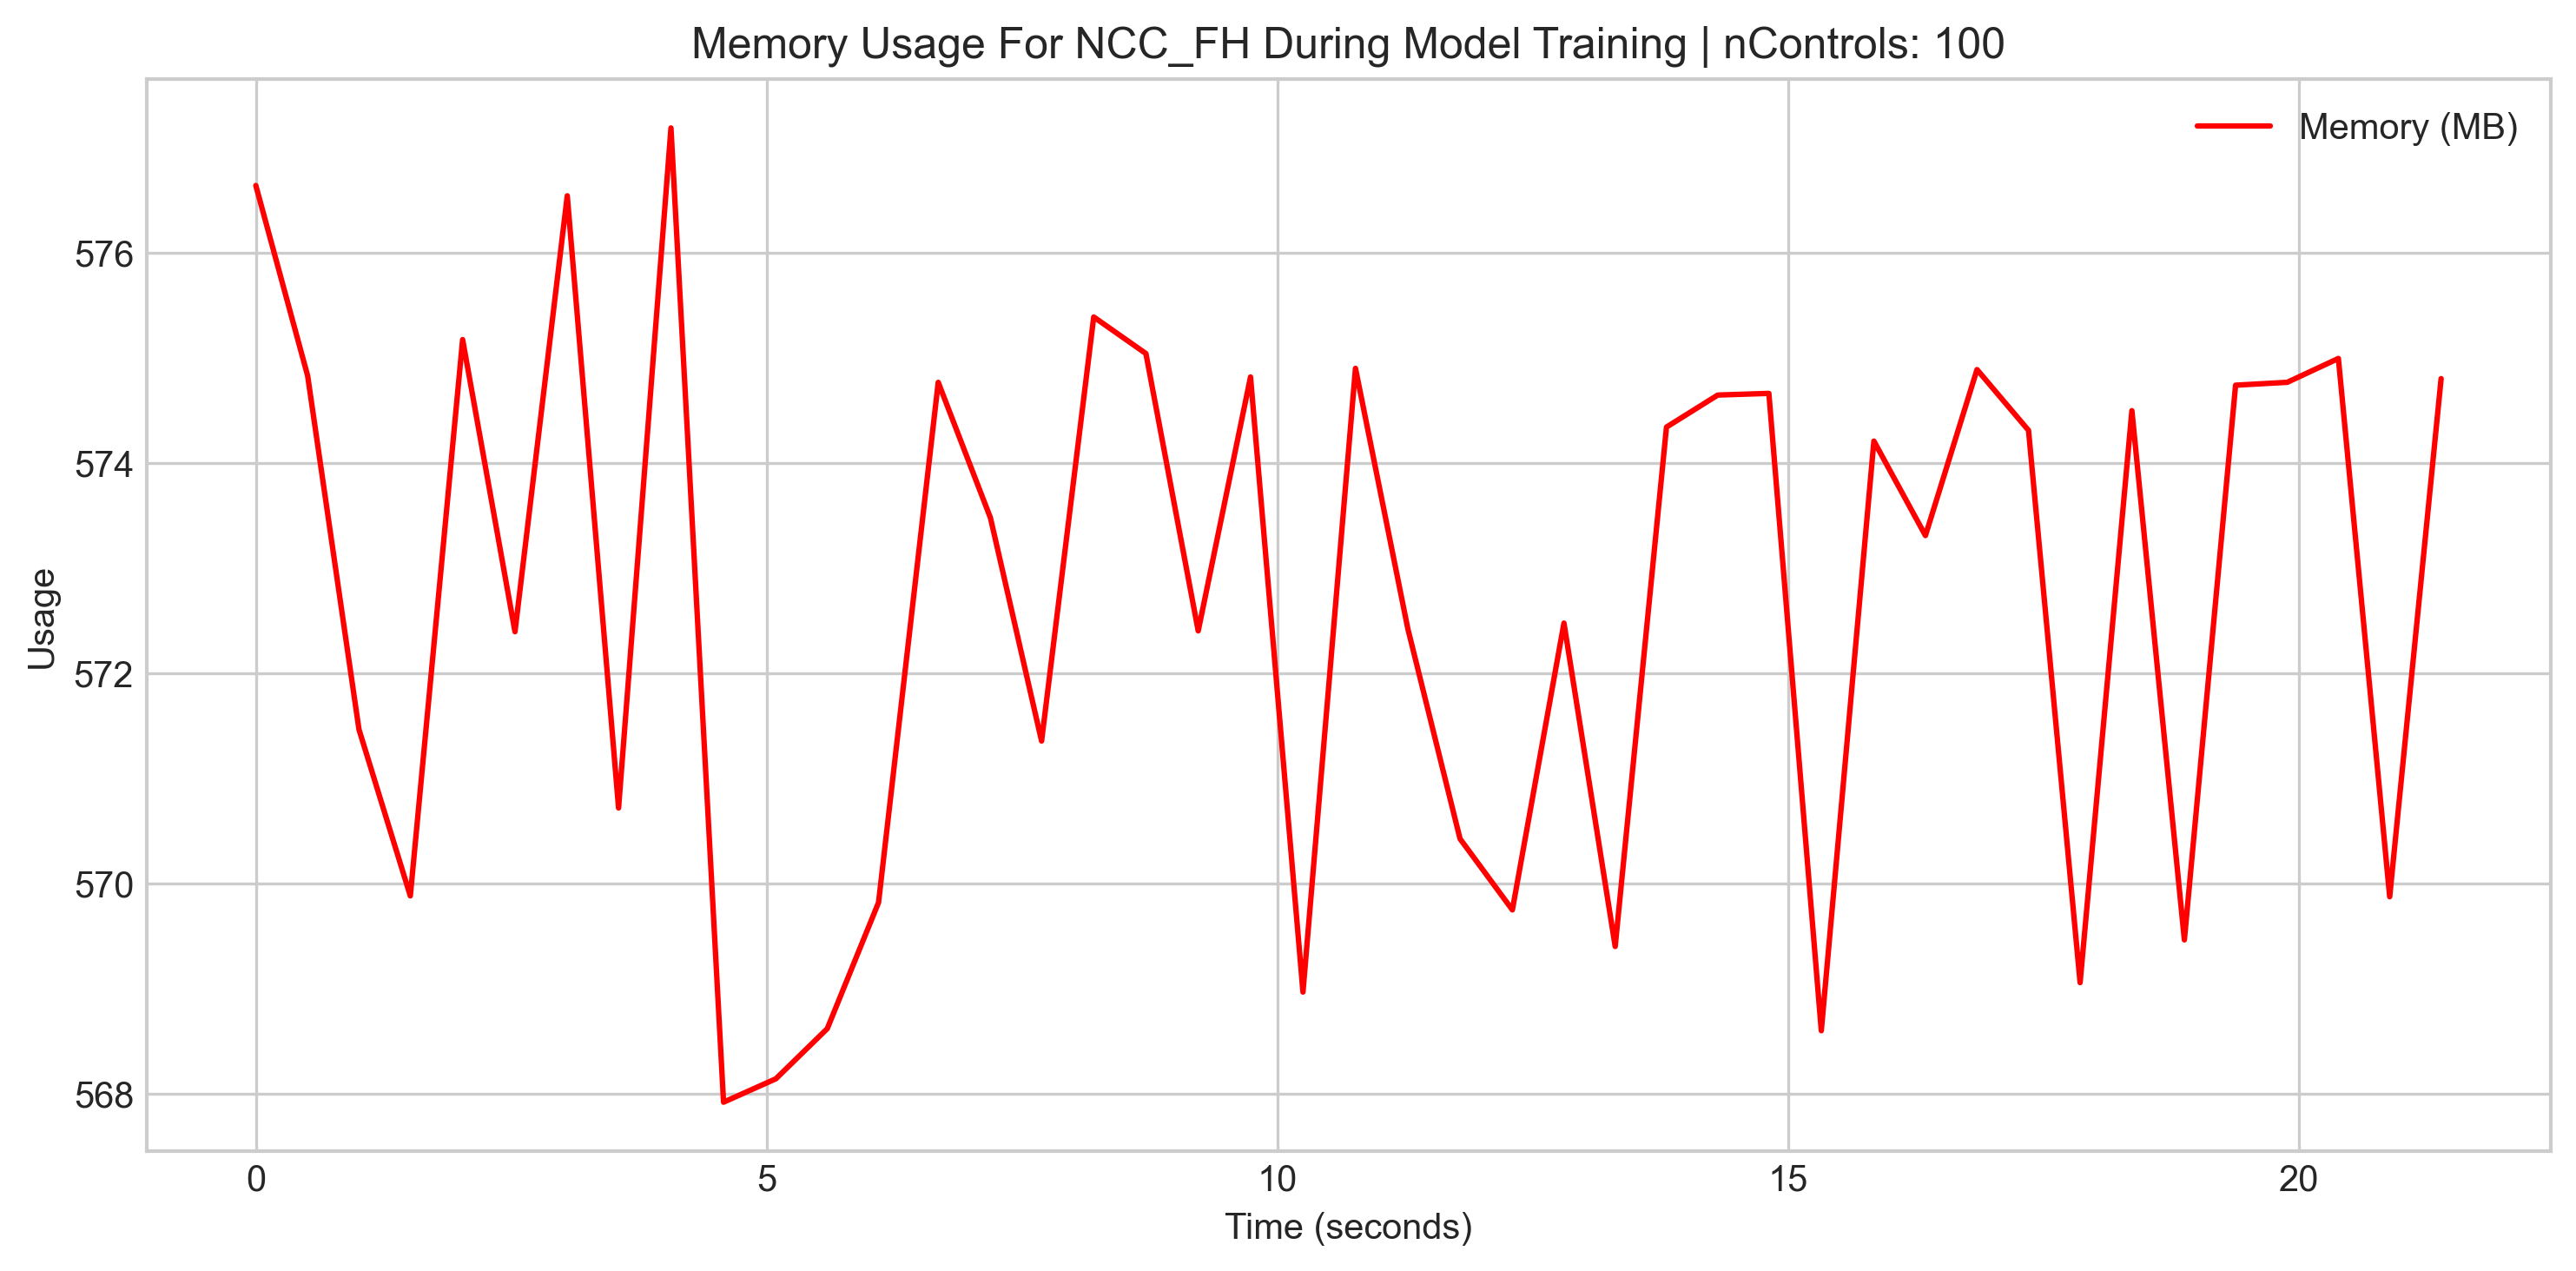 Memory Usage For NCC_FH During Model Training | nControls: 100
Memory (MB)
Usage
576
574
572
570
568
0 5 10 15 20
Time (seconds)